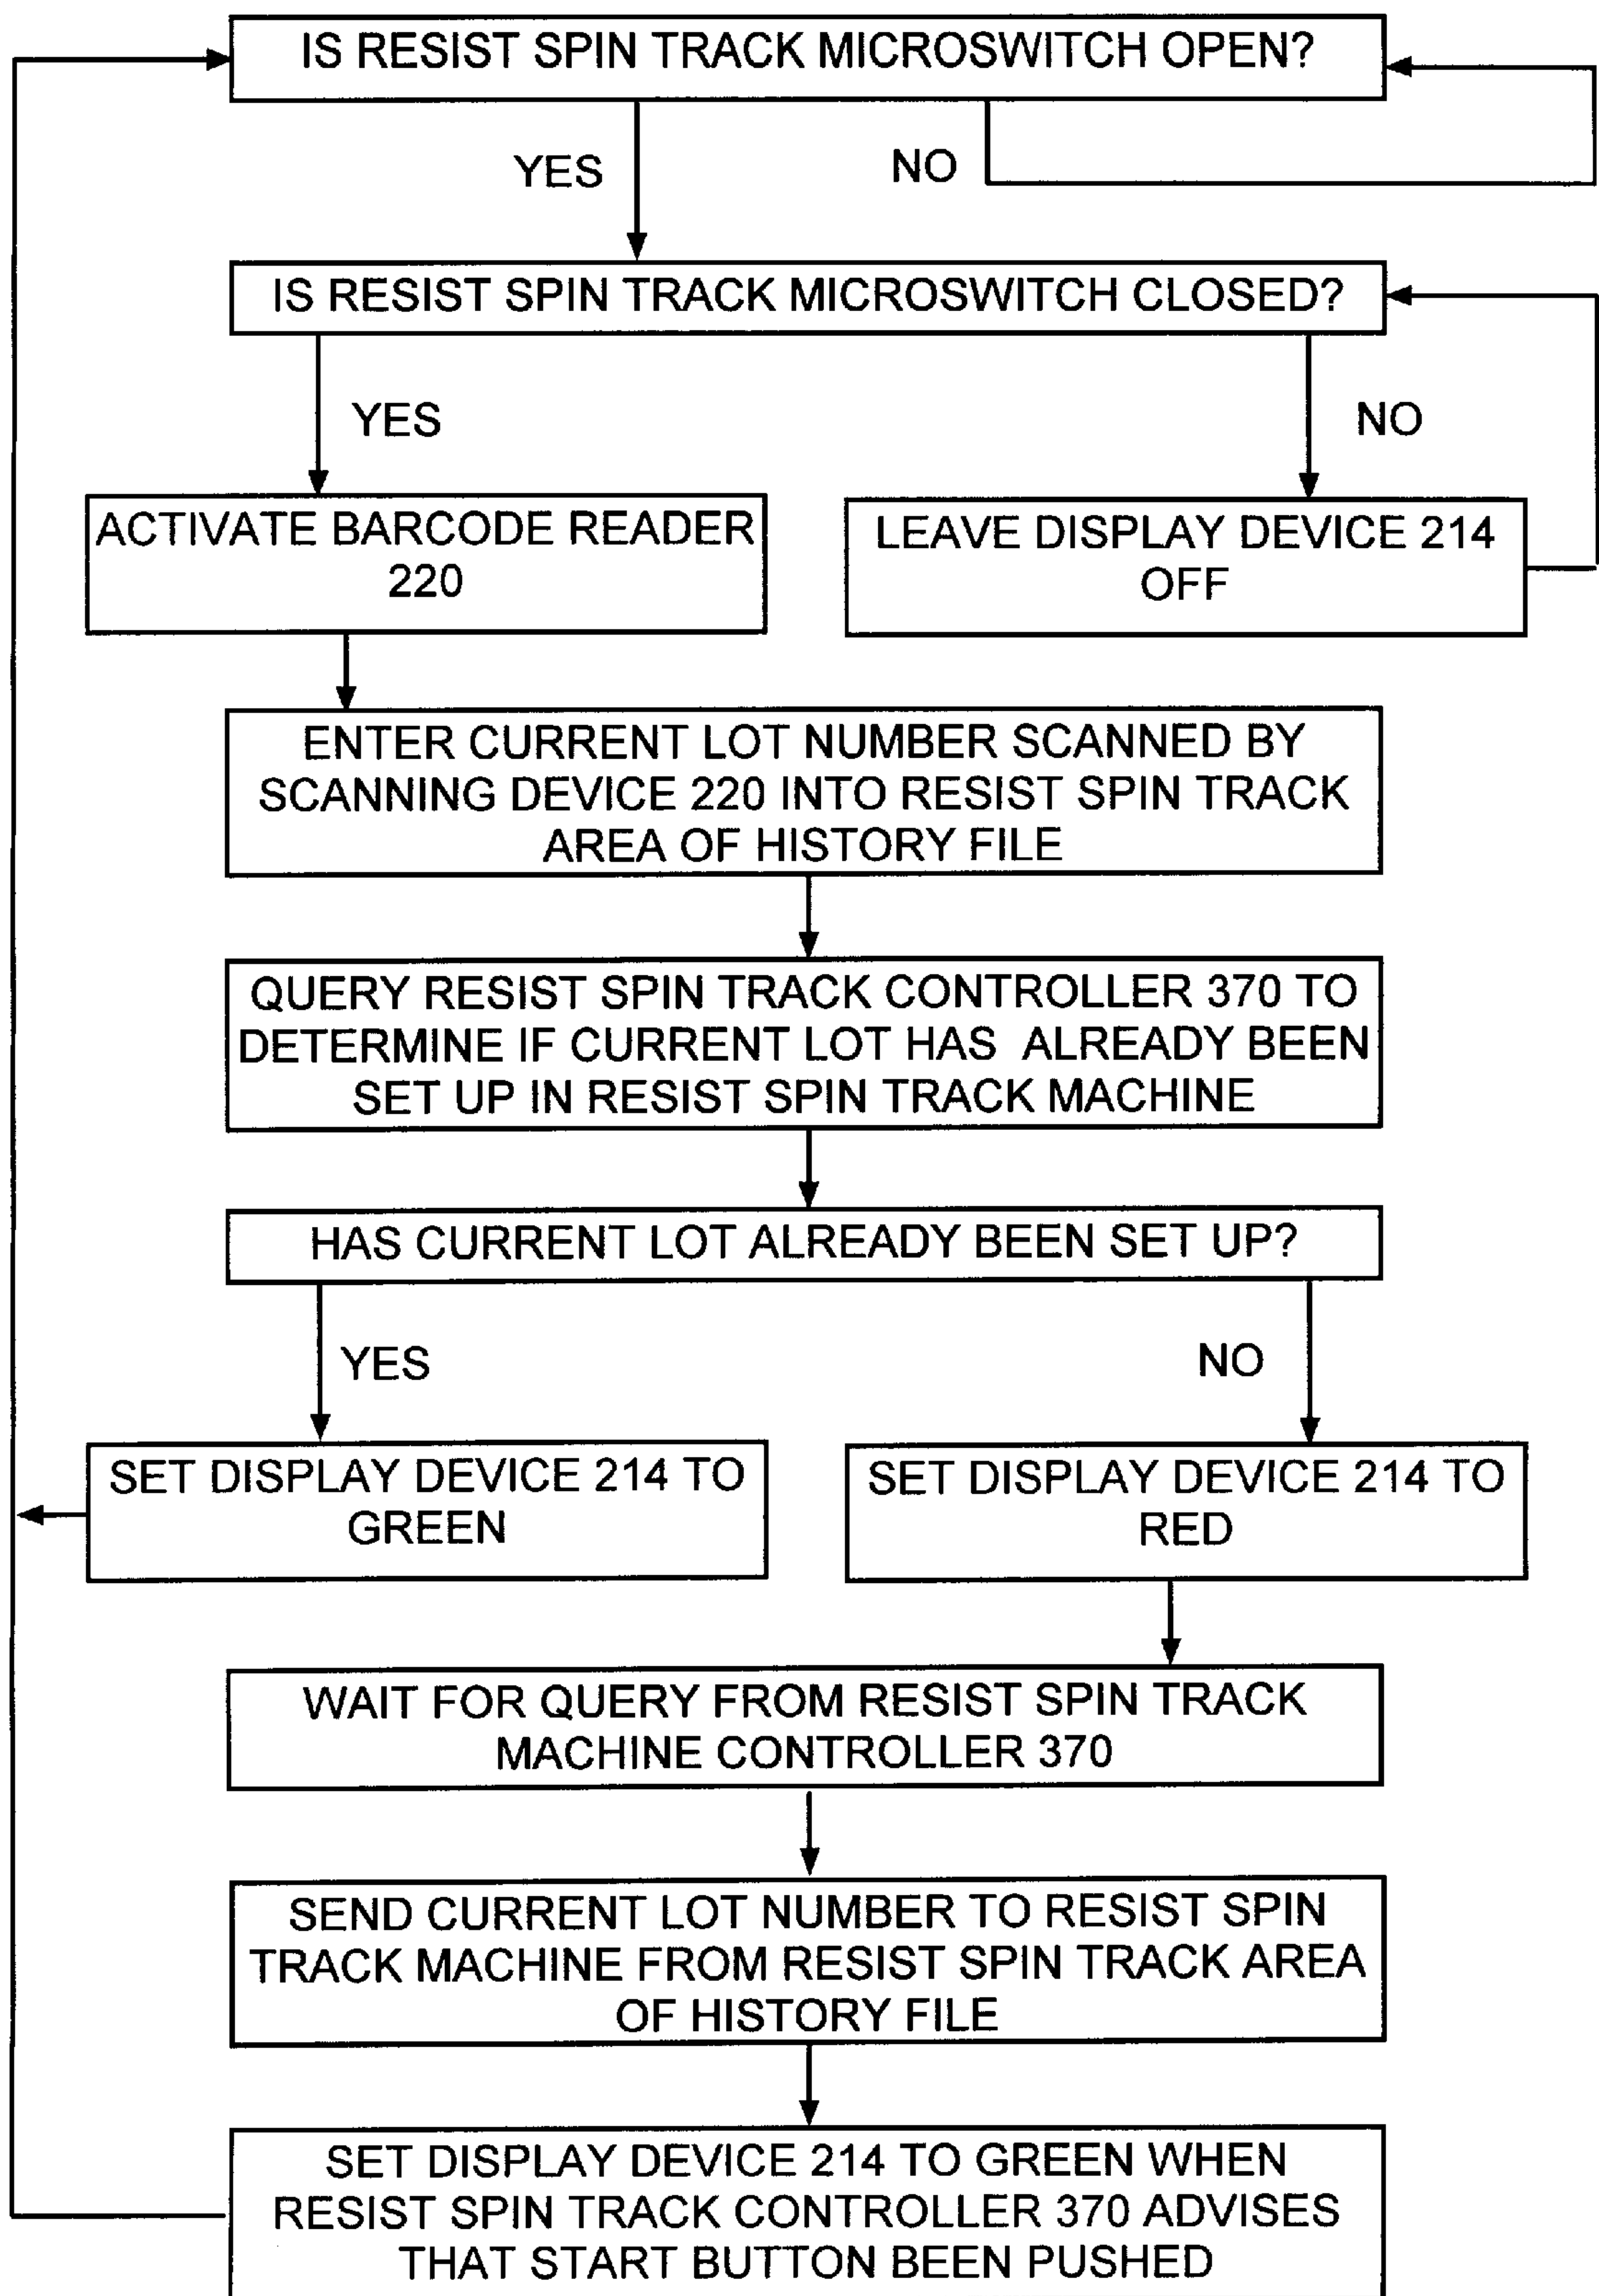 IS RESIST SPIN TRACK MICROSWITCH OPEN?
YES
NO
IS RESIST SPIN TRACK MICROSWITCH CLOSED?
YES
NO
ACTIVATE BARCODE READER
220
LEAVE DISPLAY DEVICE 214
OFF
ENTER CURRENT LOT NUMBER SCANNED BY
SCANNING DEVICE 220 INTO RESIST SPIN TRACK
AREA OF HISTORY FILE
QUERY RESIST SPIN TRACK CONTROLLER 370 TO
DETERMINE IF CURRENT LOT HAS ALREADY BEEN
SET UP IN RESIST SPIN TRACK MACHINE
HAS CURRENT LOT ALREADY BEEN SET UP?
YES
NO
SET DISPLAY DEVICE 214 TO
GREEN
SET DISPLAY DEVICE 214 TO
RED
WAIT FOR QUERY FROM RESIST SPIN TRACK
MACHINE CONTROLLER 370
SEND CURRENT LOT NUMBER TO RESIST SPIN
TRACK MACHINE FROM RESIST SPIN TRACK AREA
OF HISTORY FILE
SET DISPLAY DEVICE 214 TO GREEN WHEN
RESIST SPIN TRACK CONTROLLER 370 ADVISES
THAT START BUTTON BEEN PUSHED